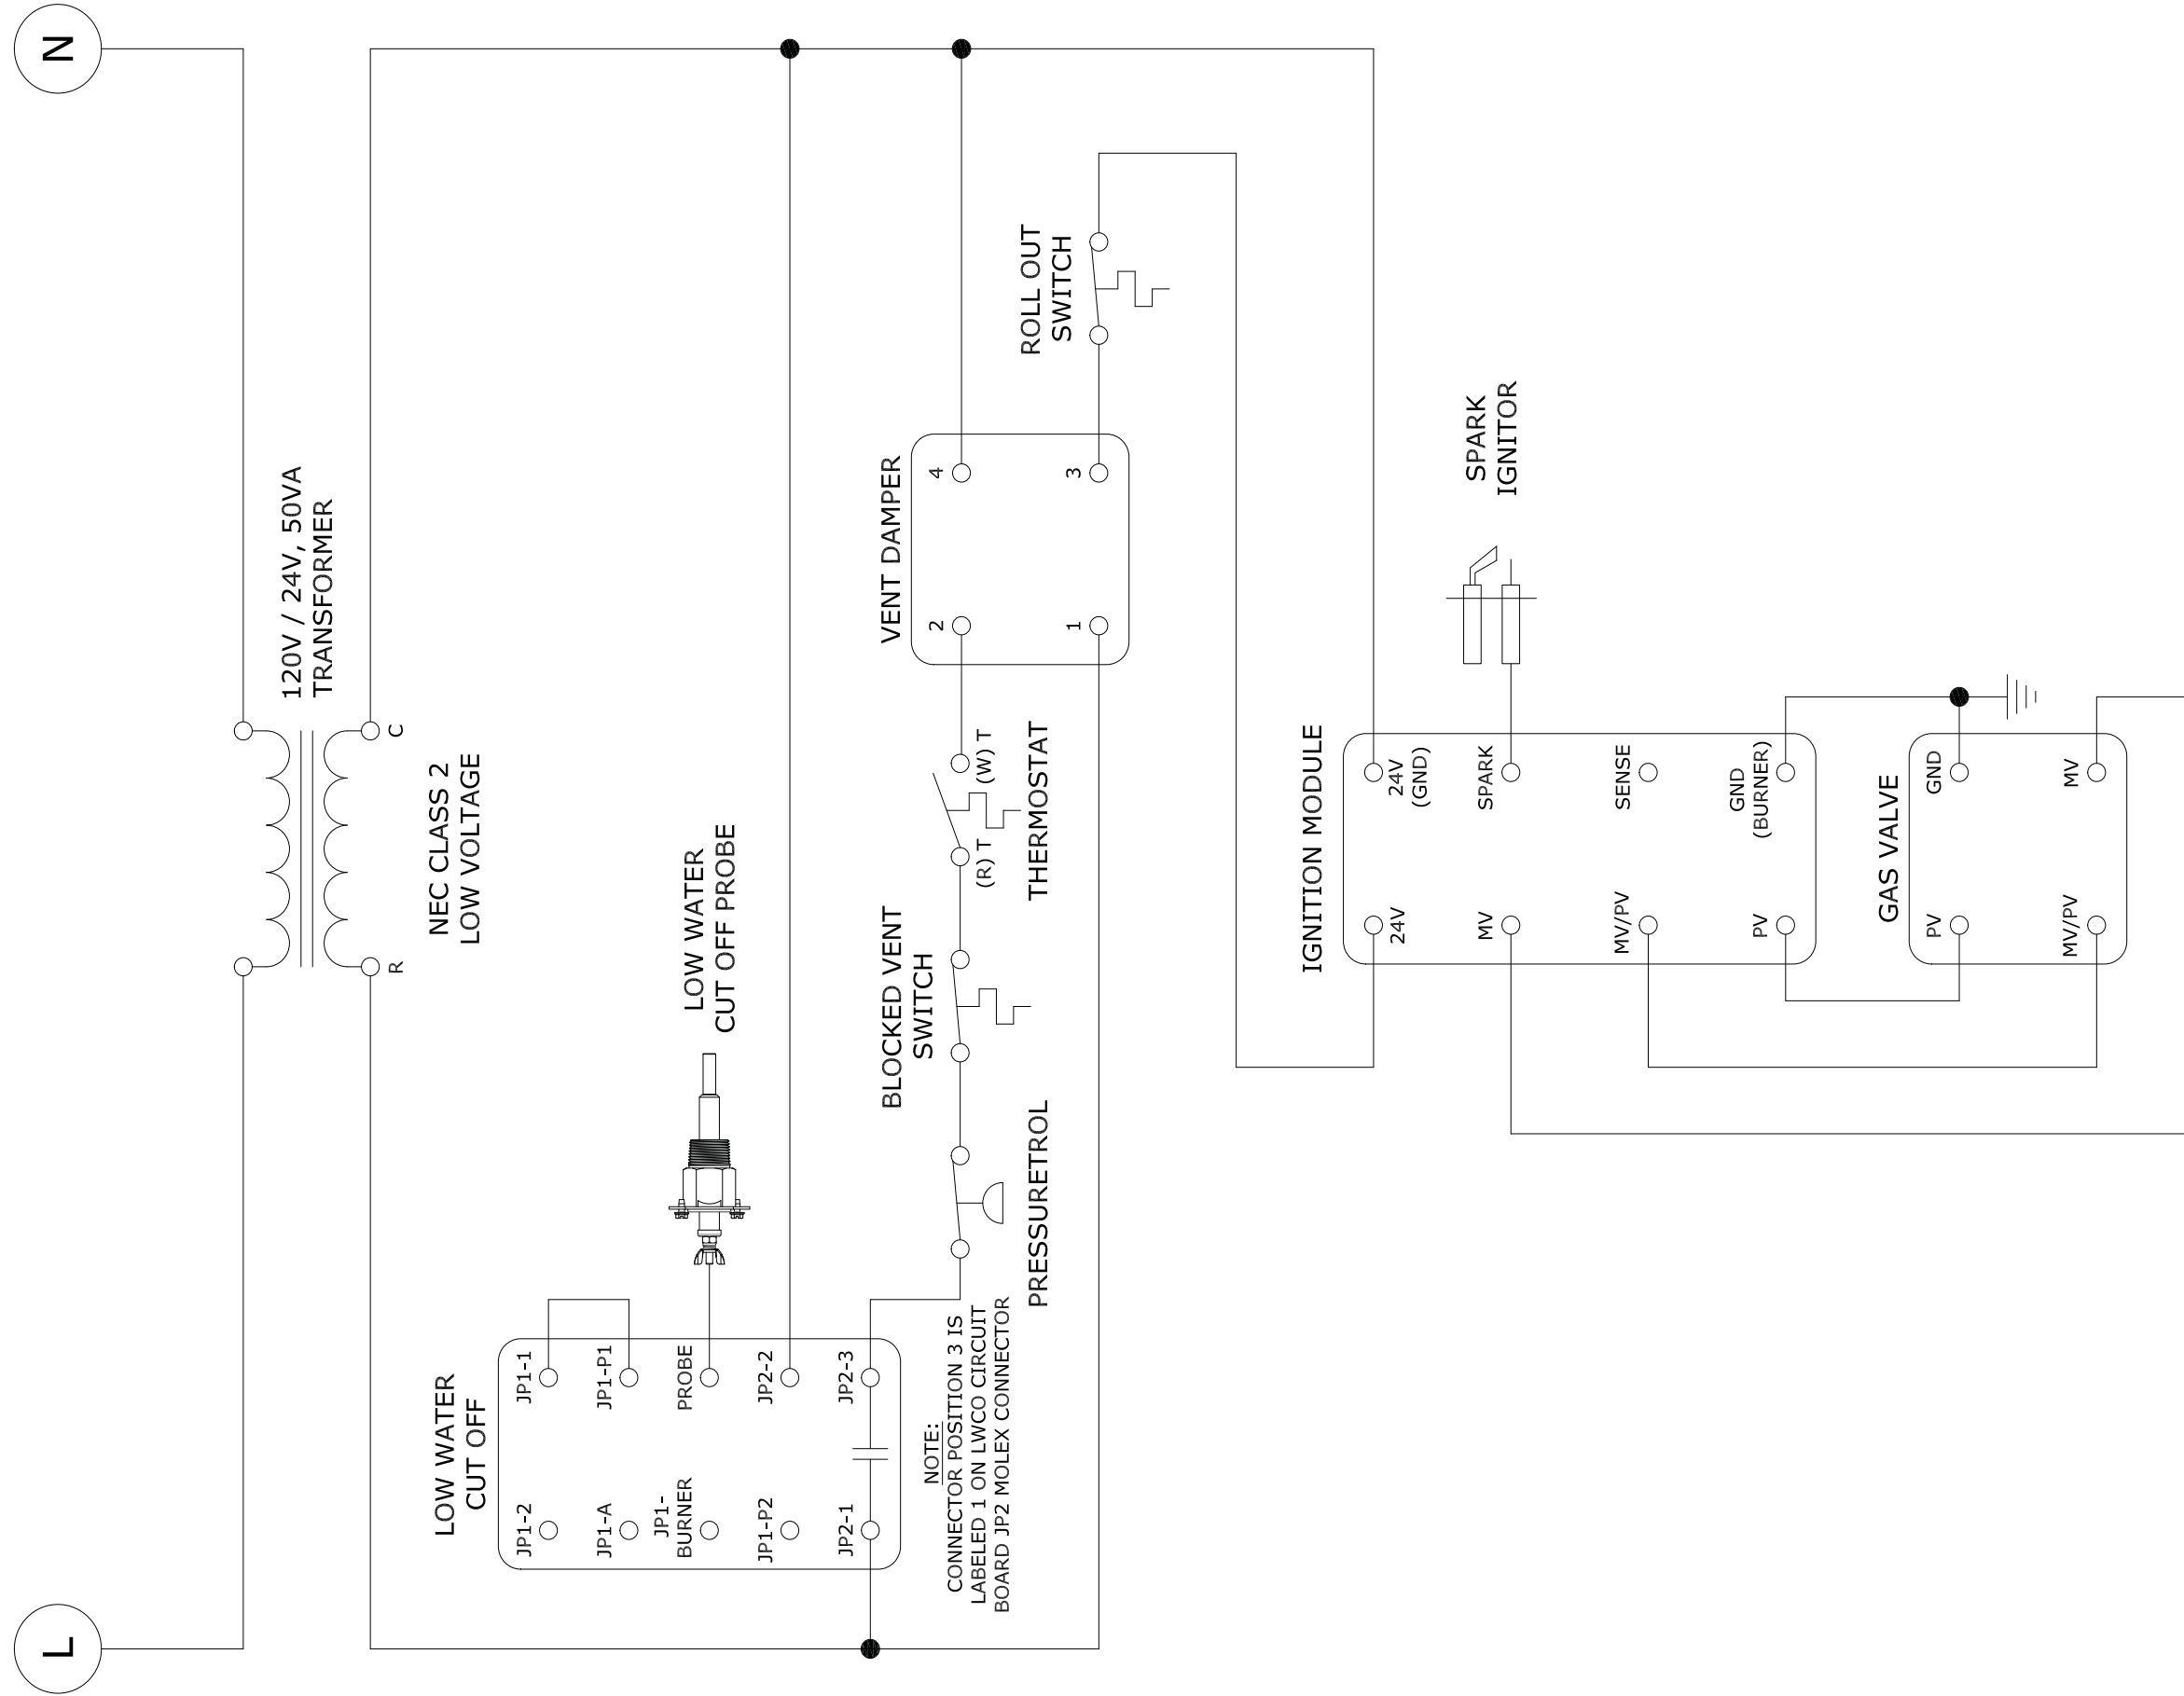 L
N
120V / 24V, 50VA
TRANSFORMER
R
C
NEC CLASS 2
LOW VOLTAGE
LOW WATER
CUT OFF
JP1-2
JP1-1
JP1-A
JP1-P1
JP1-
BURNER
PROBE
JP1-P2
JP2-2
JP2-1
JP2-3
LOW WATER
CUT OFF PROBE
NOTE:
CONNECTOR POSITION 3 IS
LABELED 1 ON LWCO CIRCUIT
BOARD JP2 MOLEX CONNECTOR
PRESSURETROL
BLOCKED VENT
SWITCH
(R) T
(W) T
THERMOSTAT
VENT DAMPER
2
4
1
3
ROLL OUT
SWITCH
IGNITION MODULE
24V
24V
(GND)
MV
SPARK
MV/PV
SENSE
PV
GND
(BURNER)
SPARK
IGNITOR
GAS VALVE
PV
GND
MV/PV
MV